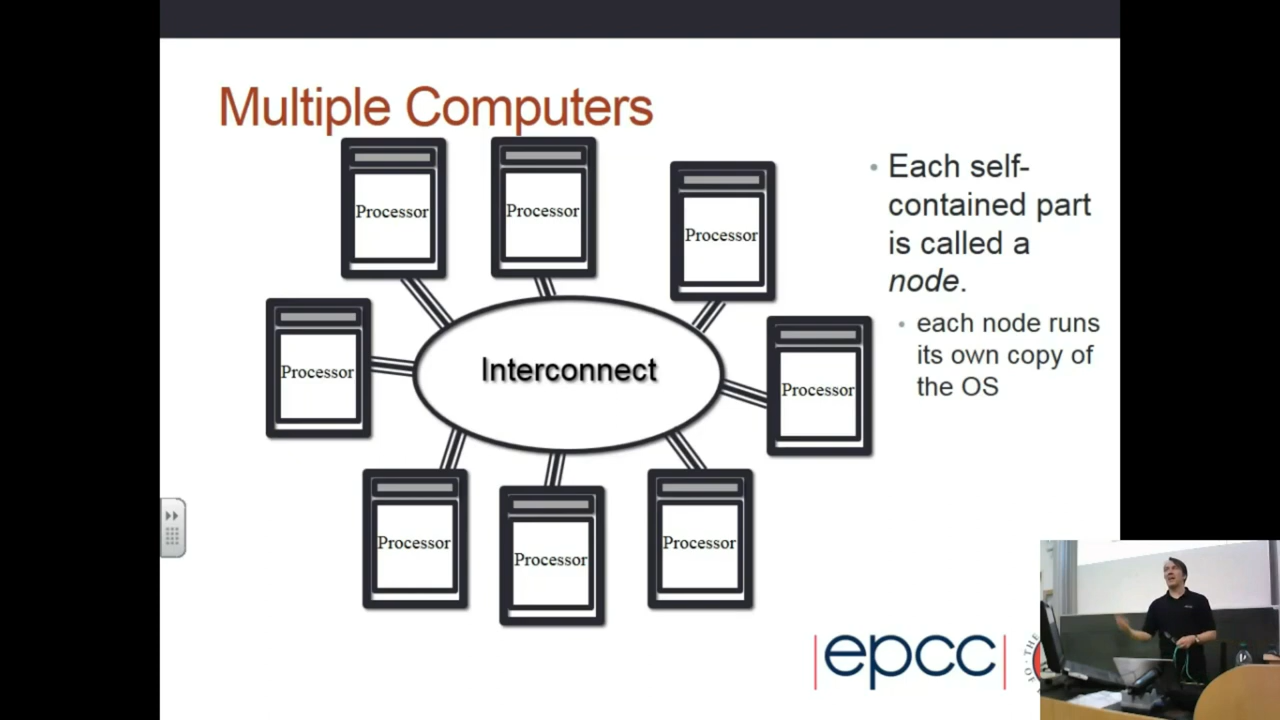 Multiple Computers
Processor
Processor
Processor
Processor
Interconnect
Processor
Processor
Processor
Processor
• Each self-
contained part
is called a
node.
• each node runs
its own copy of
the OS
epcc